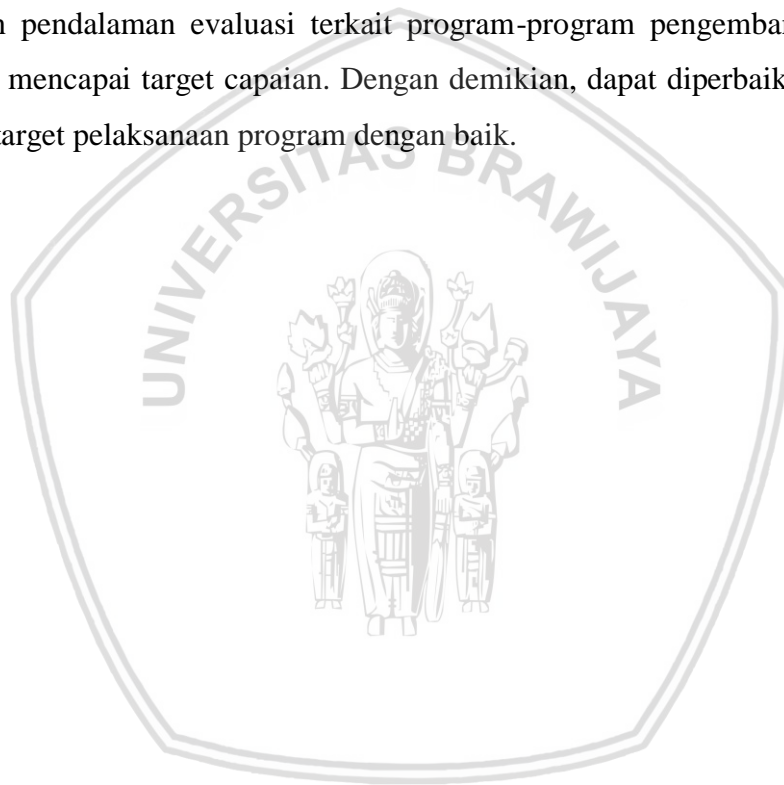 pendalaman evaluasi terkait program-program
mencapai target capaian. Dengan demikian, dapat
target pelaksanaan program dengan baik.
UNIVERSITAS BRAWIJAYA